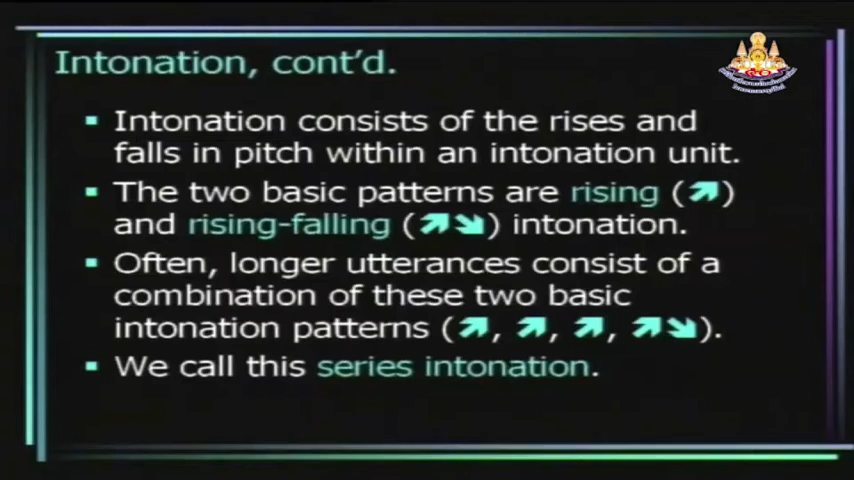 Intonation, cont'd.
Intonation consists of the rises and
falls in pitch within an intonation unit.
The two basic patterns are rising (↗)
and rising-falling (↗↘) intonation.
Often, longer utterances consist of a
combination of these two basic
intonation patterns (↗, ↗, ↗, ↗↘).
We call this series intonation.